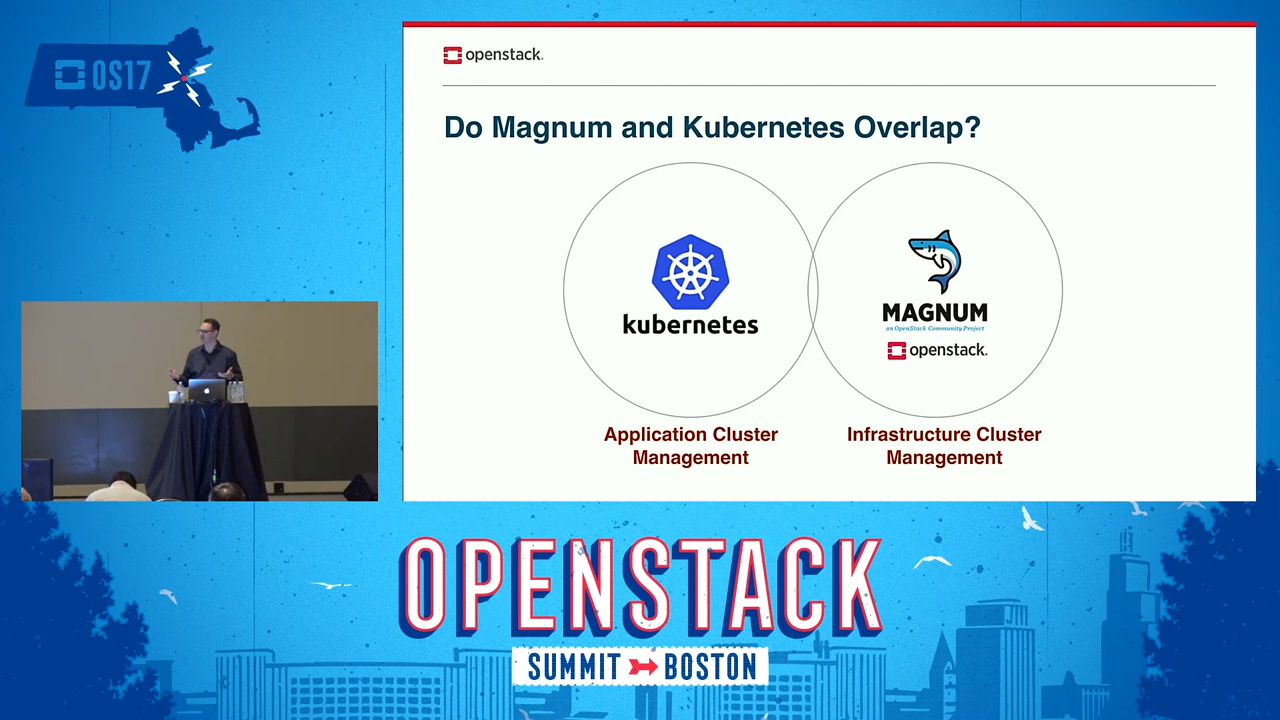 OS17
openstack.
Do Magnum and Kubernetes Overlap?
kubernetes
MAGNUM
an OpenStack Community Project
openstack.
Application Cluster
Management
Infrastructure Cluster
Management
OPENSTACK
SUMMIT BOSTON